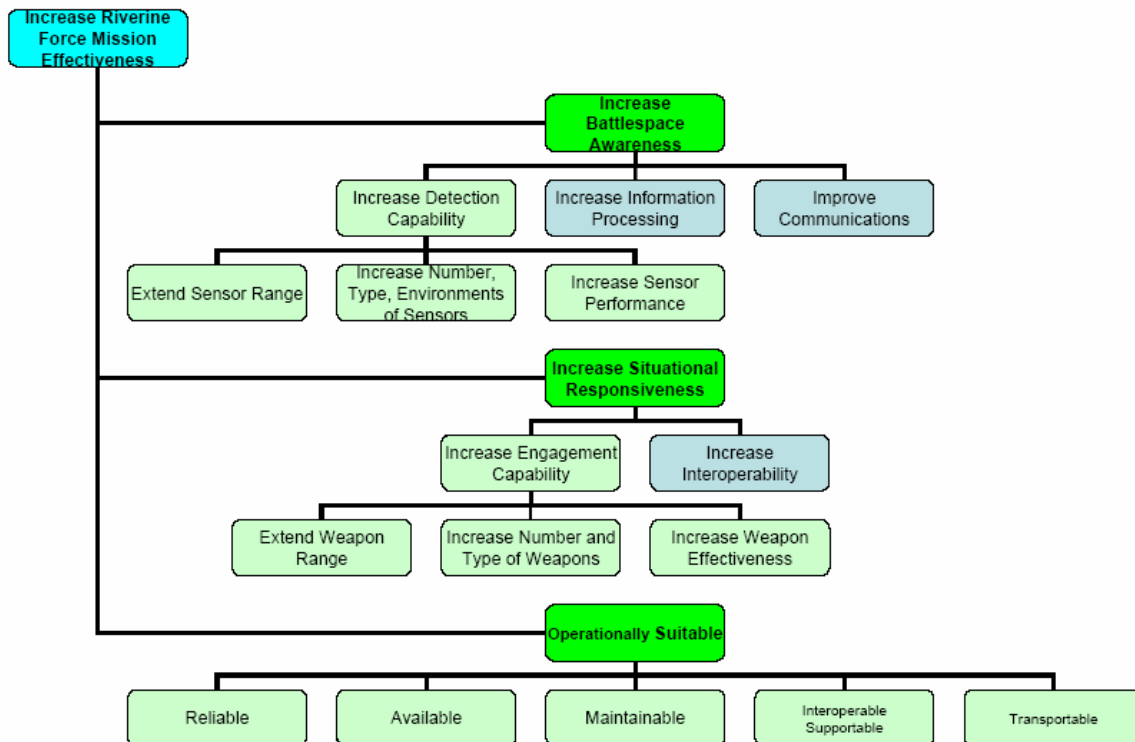 Increase Riverine
Force Mission
Effectiveness
Increase
Battlespace
Awareness
Increase Detection
Capability
Increase Information
Processing
Improve
Communications
Extend Sensor Range
Increase Number,
Type, Environments
of Sensors
Increase Sensor
Performance
Increase Situational
Responsiveness
Increase Engagement
Capability
Increase
Interoperability
Extend Weapon
Range
Increase Number and
Type of Weapons
Increase Weapon
Effectiveness
Operationally Suitable
Reliable
Available
Maintainable
Interoperable
Supportable
Transportable